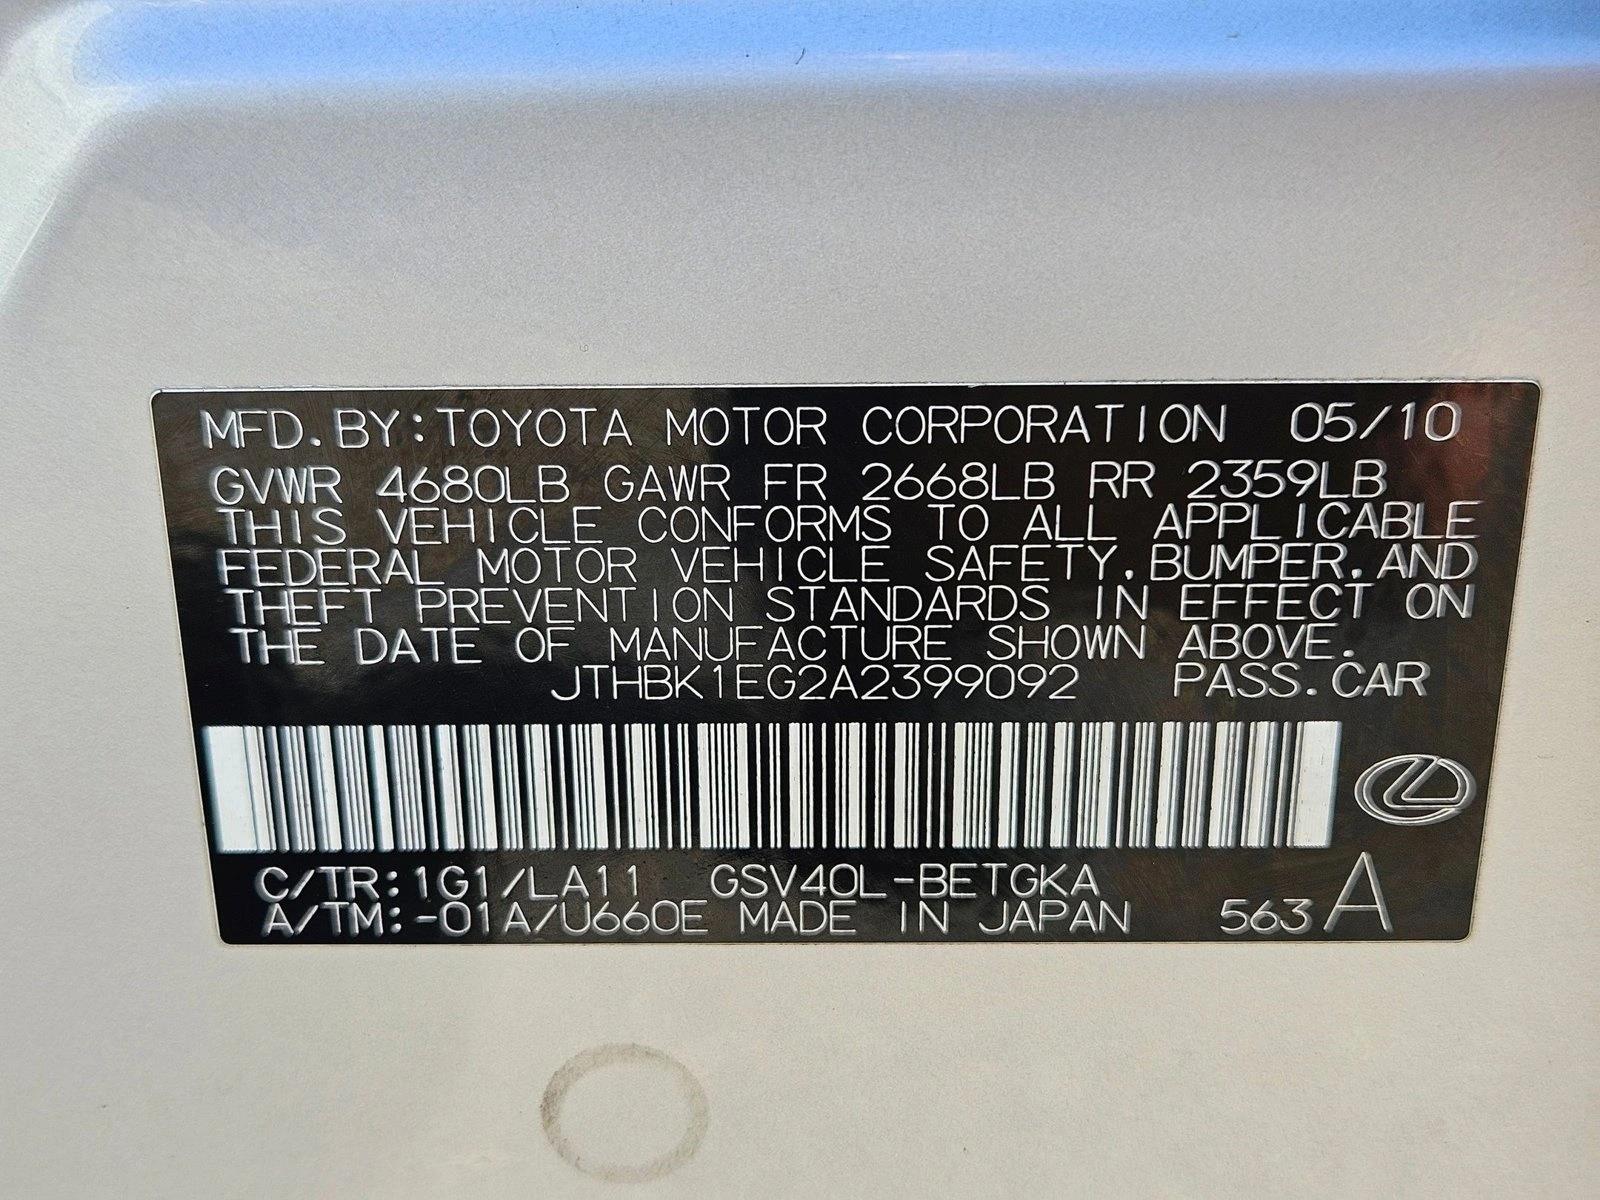 MFD. BY: TOYOTA MOTOR CORPORATION 05/10
GVWR 4680LB GAWR FR 2668LB RR 2359LB
THIS VEHICLE CONFORMS TO ALL APPLICABLE
FEDERAL MOTOR VEHICLE SAFETY, BUMPER, AND
THEFT PREVENTION STANDARDS IN EFFECT ON
THE DATE OF MANUFACTURE SHOWN ABOVE.
JTHBK1EG2A2399092 PASS. CAR
C/TR: 1G1/LA11 GSV40L-BETGKA
A/TM: -01A/U660E MADE IN JAPAN 563 A